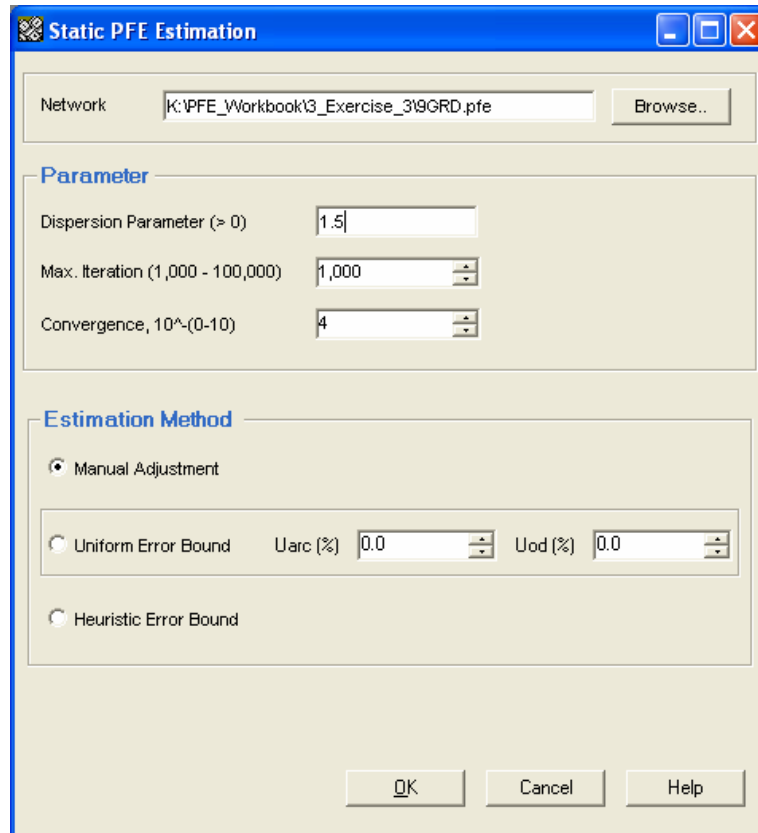 Static PFE Estimation
Network K:\PFE_Workbook\3_Exercise_3\9GRD.pfe Browse..
Parameter
Dispersion Parameter (> 0) 1.5
Max. Iteration (1,000 - 100,000) 1,000
Convergence, 10^-(0-10) 4
Estimation Method
Manual Adjustment
Uniform Error Bound Uarc (%) 0.0 Uod (%) 0.0
Heuristic Error Bound
OK Cancel Help